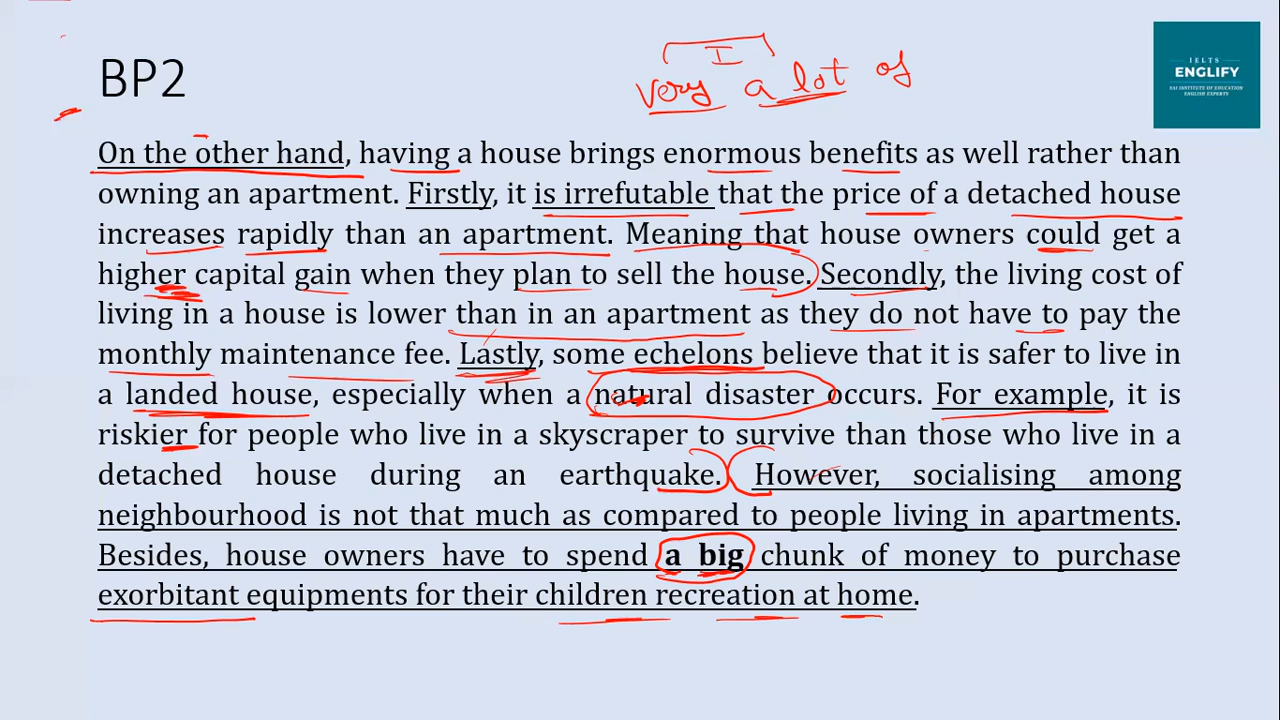 I
very a lot of
IELTS
ENGLIFY
SAI INSTITUTE OF EDUCATION
ENGLISH EXPERTS
BP2
On the other hand, having a house brings enormous benefits as well rather than
owning an apartment. Firstly, it is irrefutable that the price of a detached house
increases rapidly than an apartment. Meaning that house owners could get a
higher capital gain when they plan to sell the house. Secondly, the living cost of
living in a house is lower than in an apartment as they do not have to pay the
monthly maintenance fee. Lastly, some echelons believe that it is safer to live in
a landed house, especially when a natural disaster occurs. For example, it is
riskier for people who live in a skyscraper to survive than those who live in a
detached house during an earthquake. However, socialising among
neighbourhood is not that much as compared to people living in apartments.
Besides, house owners have to spend a big chunk of money to purchase
exorbitant equipments for their children recreation at home.